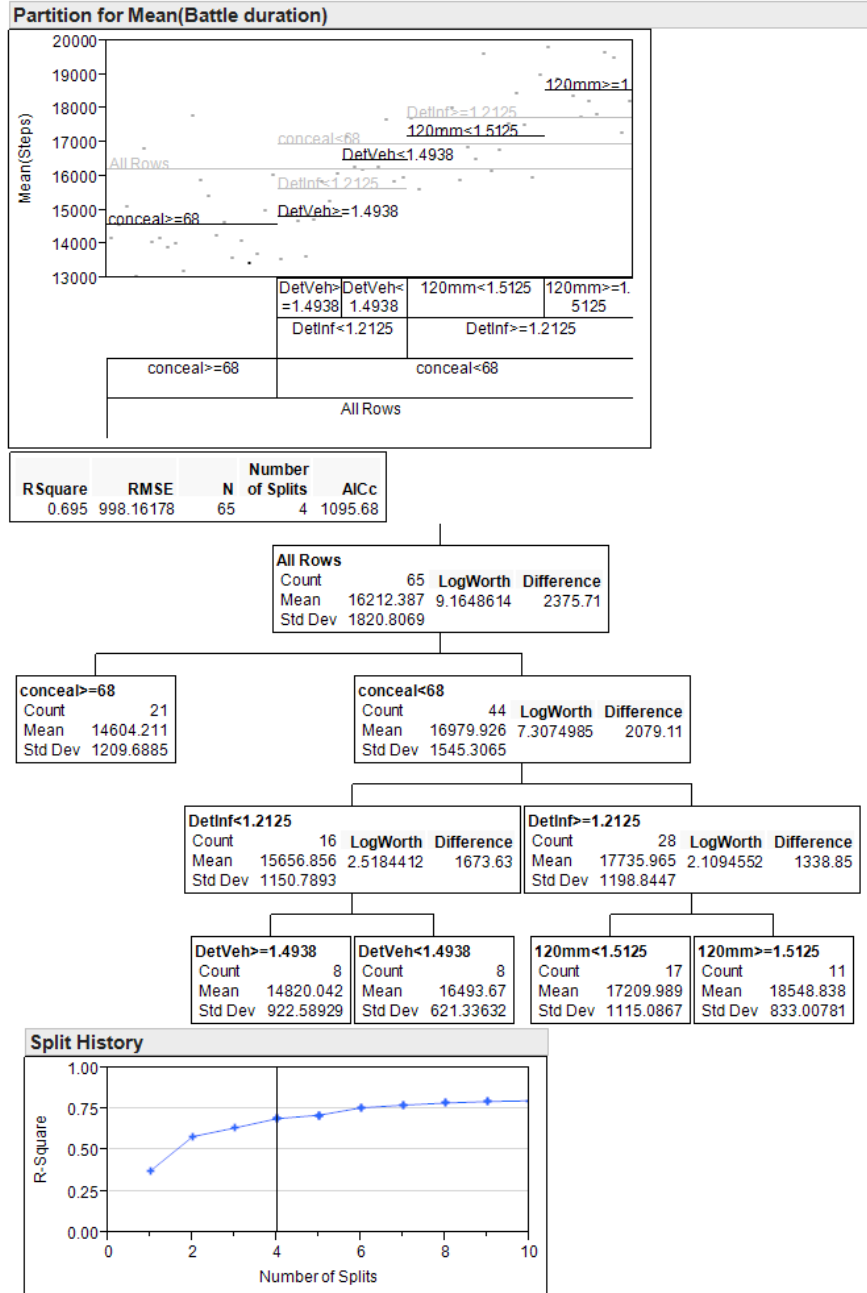 Partition for Mean(Battle duration)
20000
19000
18000
17000
16000
15000
14000
13000
Mean(Steps)
120mm>=1
DetInf>=1.2125
120mm<1.5125
conceal<68
DetVeh<1.4938
All Rows
DetInf<1.2125
DetVeh>=1.4938
conceal>=68
DetVeh> DetVeh< 120mm<1.5125 120mm>=1.
=1.4938 1.4938 5125
DetInf<1.2125 DetInf>=1.2125
conceal>=68 conceal<68
All Rows
Number
RSquare RMSE N of Splits AICc
0.695 998.16178 65 4 1095.68
All Rows
Count 65 LogWorth Difference
Mean 16212.387 9.1648614 2375.71
Std Dev 1820.8069
conceal>=68
Count 21
Mean 14604.211
Std Dev 1209.6885
conceal<68
Count 44 LogWorth Difference
Mean 16979.926 7.3074985 2079.11
Std Dev 1545.3065
DetInf<1.2125
Count 16 LogWorth Difference
Mean 15656.856 2.5184412 1673.63
Std Dev 1150.7893
DetInf>=1.2125
Count 28 LogWorth Difference
Mean 17735.965 2.1094552 1338.85
Std Dev 1198.8447
DetVeh>=1.4938
Count 8
Mean 14820.042
Std Dev 922.58929
DetVeh<1.4938
Count 8
Mean 16493.67
Std Dev 621.33632
120mm<1.5125
Count 17
Mean 17209.989
Std Dev 1115.0867
120mm>=1.5125
Count 11
Mean 18548.838
Std Dev 833.00781
Split History
1.00
0.75
0.50
0.25
0.00
R-Square
0 2 4 6 8 10
Number of Splits